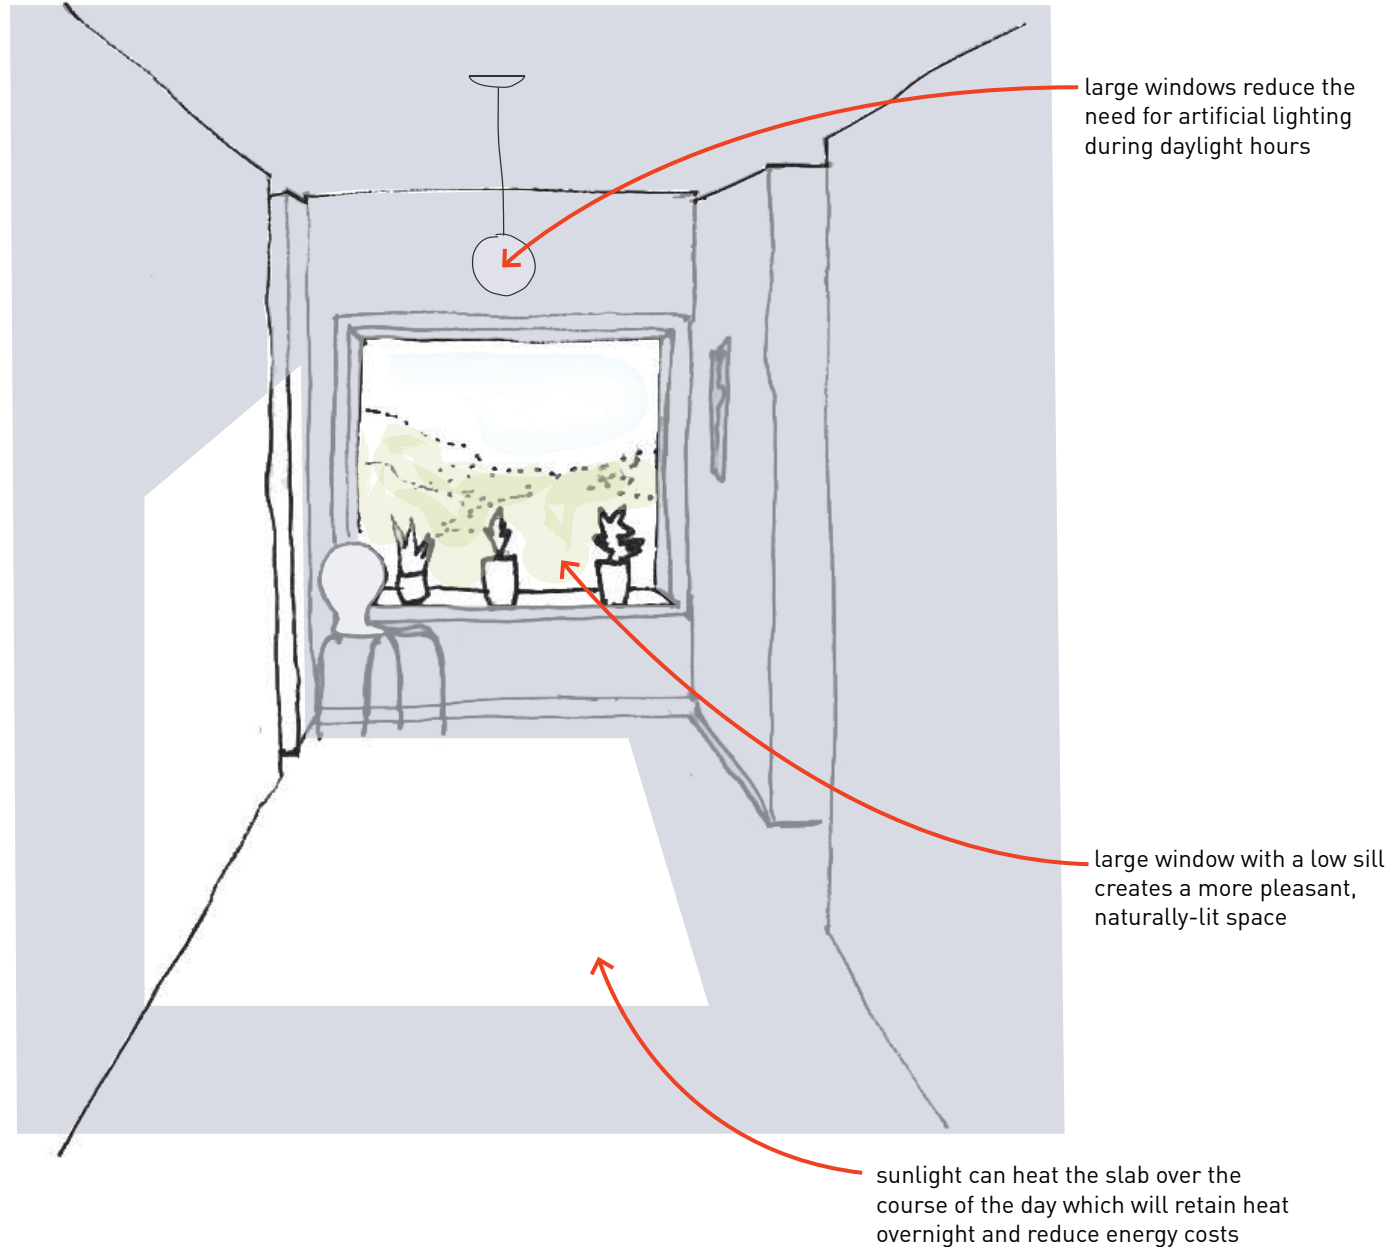 large windows reduce the
need for artificial lighting
during daylight hours
large window with a low sill
creates a more pleasant,
naturally-lit space
sunlight can heat the slab over the
course of the day which will retain heat
overnight and reduce energy costs